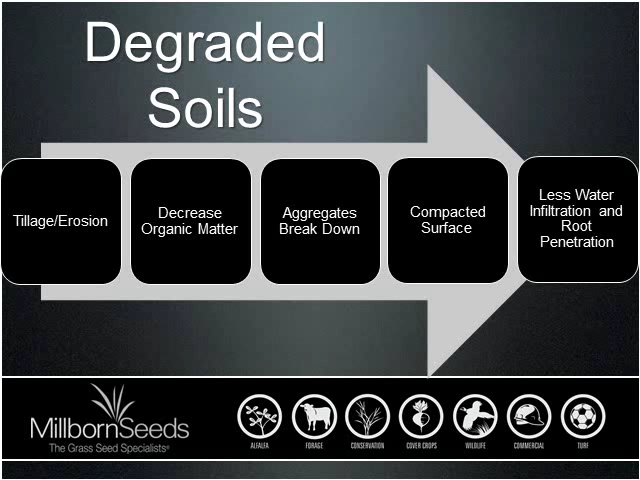 Degraded
Soils
Tillage/Erosion
Decrease
Organic Matter
Aggregates
Break Down
Compacted
Surface
Less Water
Infiltration and
Root
Penetration
MillbornSeeds
The Grass Seed Specialists®
ALFALFA
FORAGE
CONSERVATION
COVER CROPS
WILDLIFE
COMMERCIAL
TURF